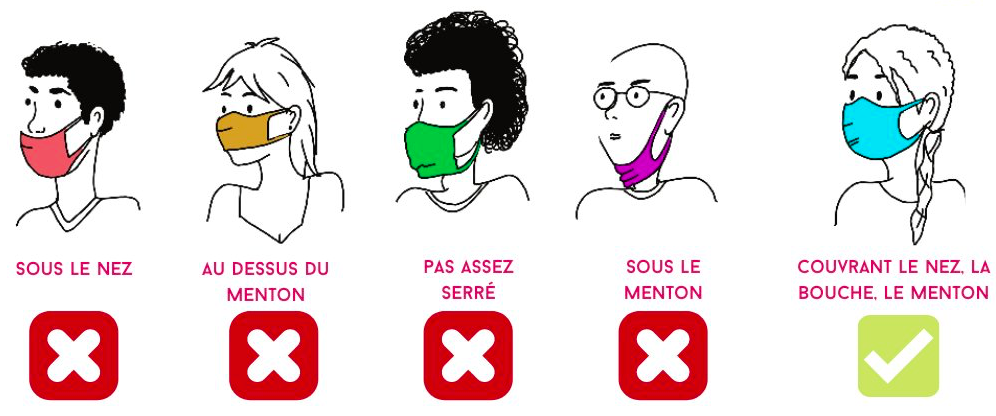 SOUS LE NEZ
AU DESSUS DU
MENTON
PAS ASSEZ
SERRÉ
SOUS LE
MENTON
COUVRANT LE NEZ, LA
BOUCHE, LE MENTON